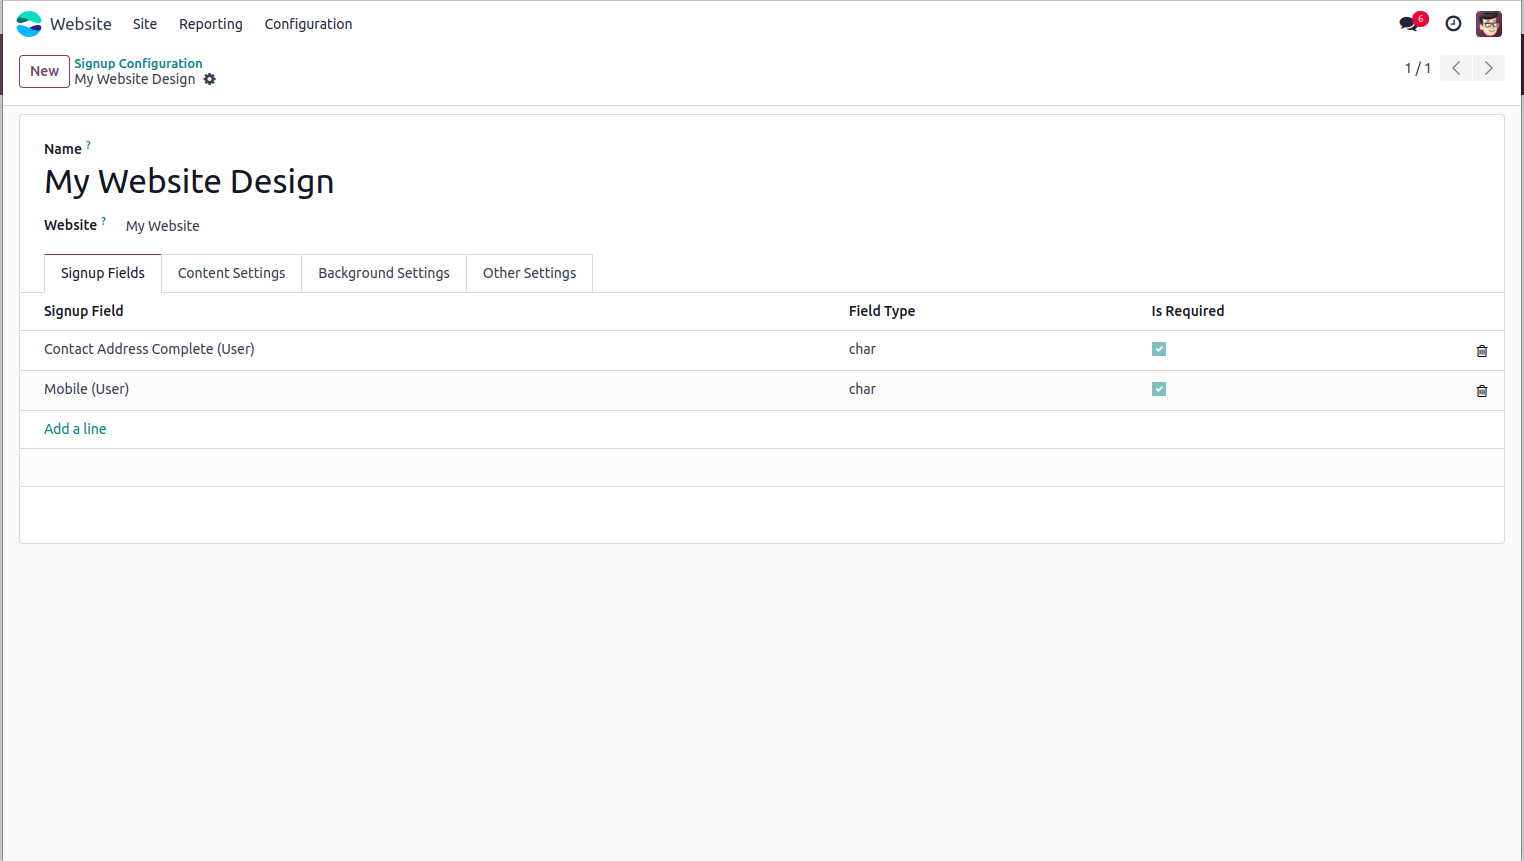 Website Site Reporting Configuration 6
New Signup Configuration 1 / 1
My Website Design
Name ?
My Website Design
Website ? My Website
Signup Fields Content Settings Background Settings Other Settings
Signup Field Field Type Is Required
Contact Address Complete (User) char
Mobile (User) char
Add a line